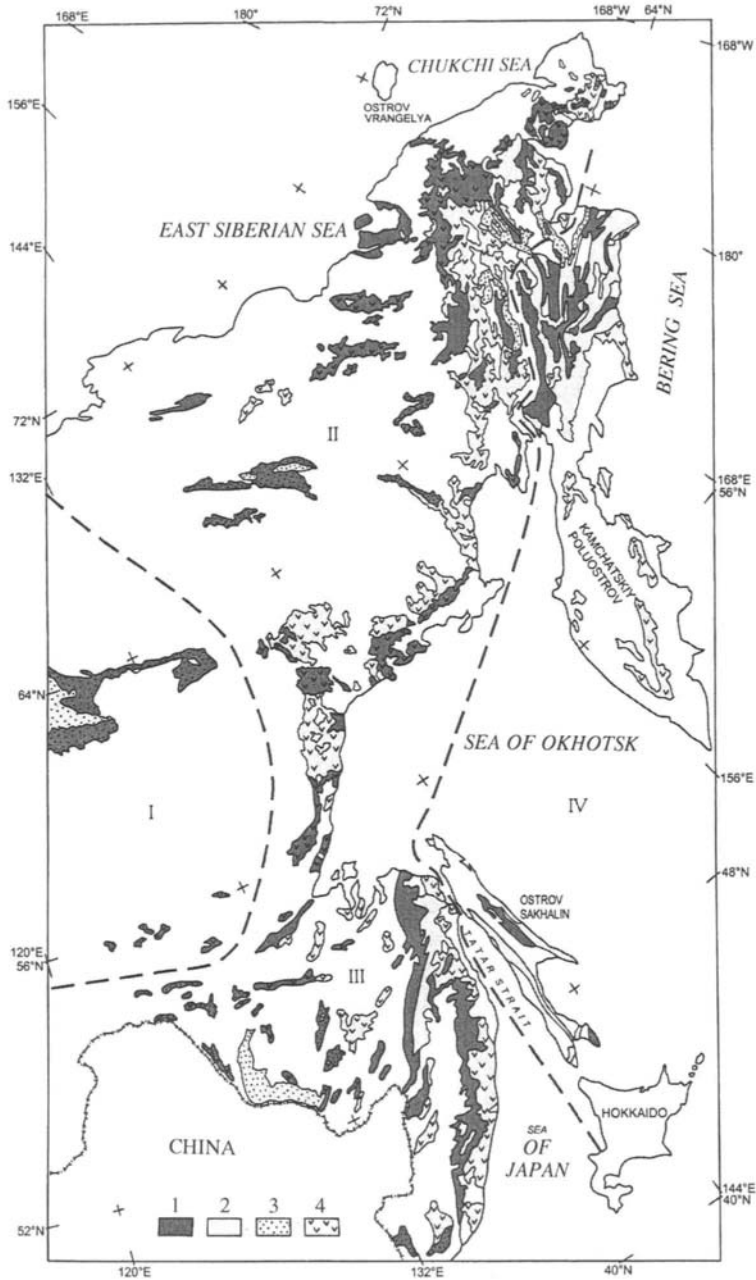 168°E
180°
72°N
168°W
64°N
168°W
CHUKCHI SEA
OSTROV
VRANGELYA
156°E
EAST SIBERIAN SEA
144°E
180°
BERING SEA
72°N
II
132°E
168°E
56°N
KAMCHATSKIY
POLUOSTROV
64°N
SEA OF OKHOTSK
156°E
I
IV
48°N
OSTROV
SAKHALIN
120°E
56°N
III
TATAR STRAIT
HOKKAIDO
CHINA
SEA
OF
JAPAN
144°E
40°N
52°N
1
2
3
4
120°E
132°E
40°N